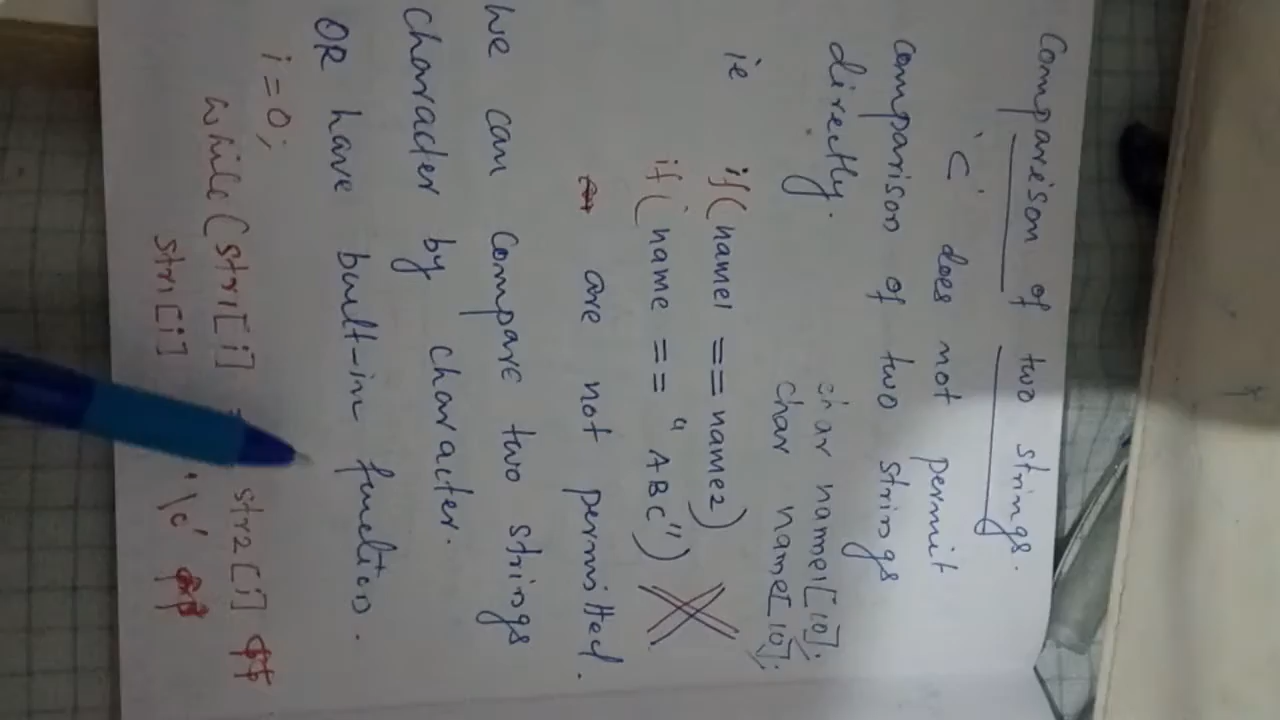 Comparison of two strings.
'C' does not permit
comparison of two strings
directly. char name1[10];
char name[10];
ie if(name1 == name2)
if(name == "ABC")
are not permitted.
We can compare two strings
character by character.
OR have built-in function.
i=0;
while(str1[i] str2[i]
str1[i]